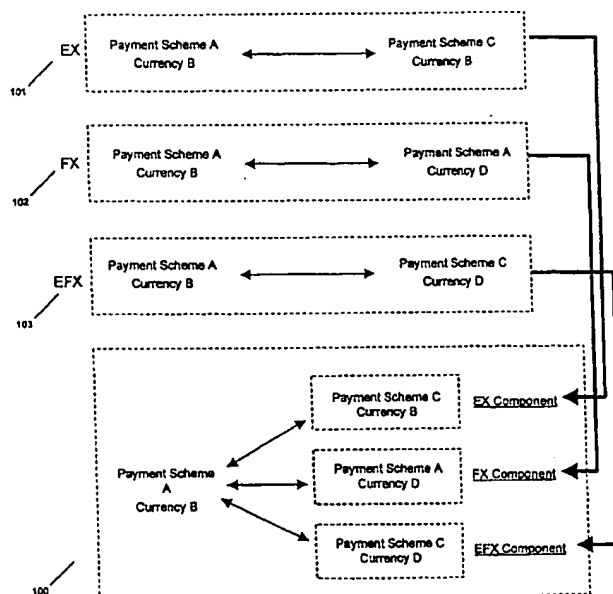 EX
Payment Scheme A
Currency B
Payment Scheme C
Currency B
101
FX
Payment Scheme A
Currency B
Payment Scheme A
Currency D
102
EFX
Payment Scheme A
Currency B
Payment Scheme C
Currency D
103
Payment Scheme C
Currency B
EX Component
Payment Scheme
A
Currency B
Payment Scheme A
Currency D
FX Component
Payment Scheme C
Currency D
EFX Component
100